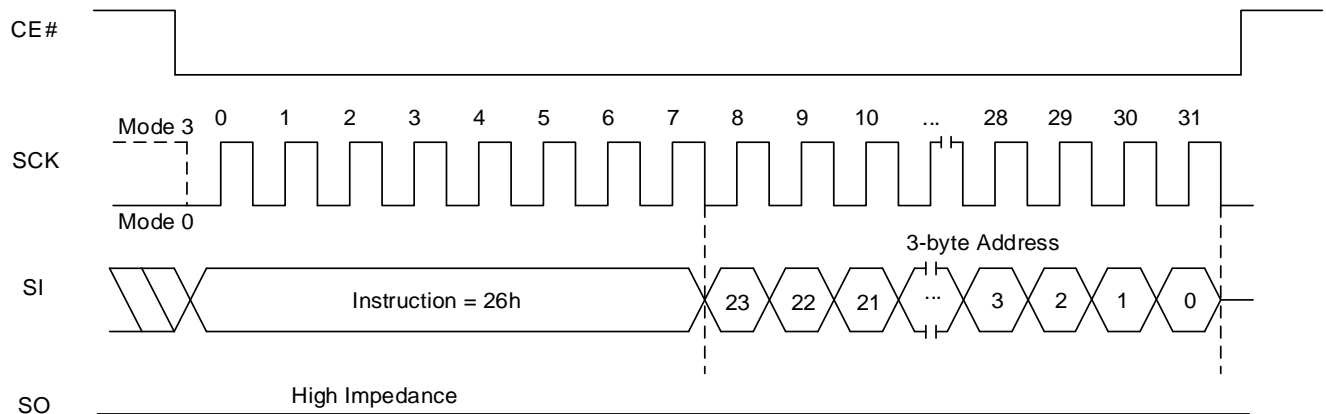 CE#
0 1 2 3 4 5 6 7 8 9 10 ... 28 29 30 31
Mode 3
SCK
Mode 0
3-byte Address
SI
Instruction = 26h 23 22 21 ... 3 2 1 0
High Impedance
SO